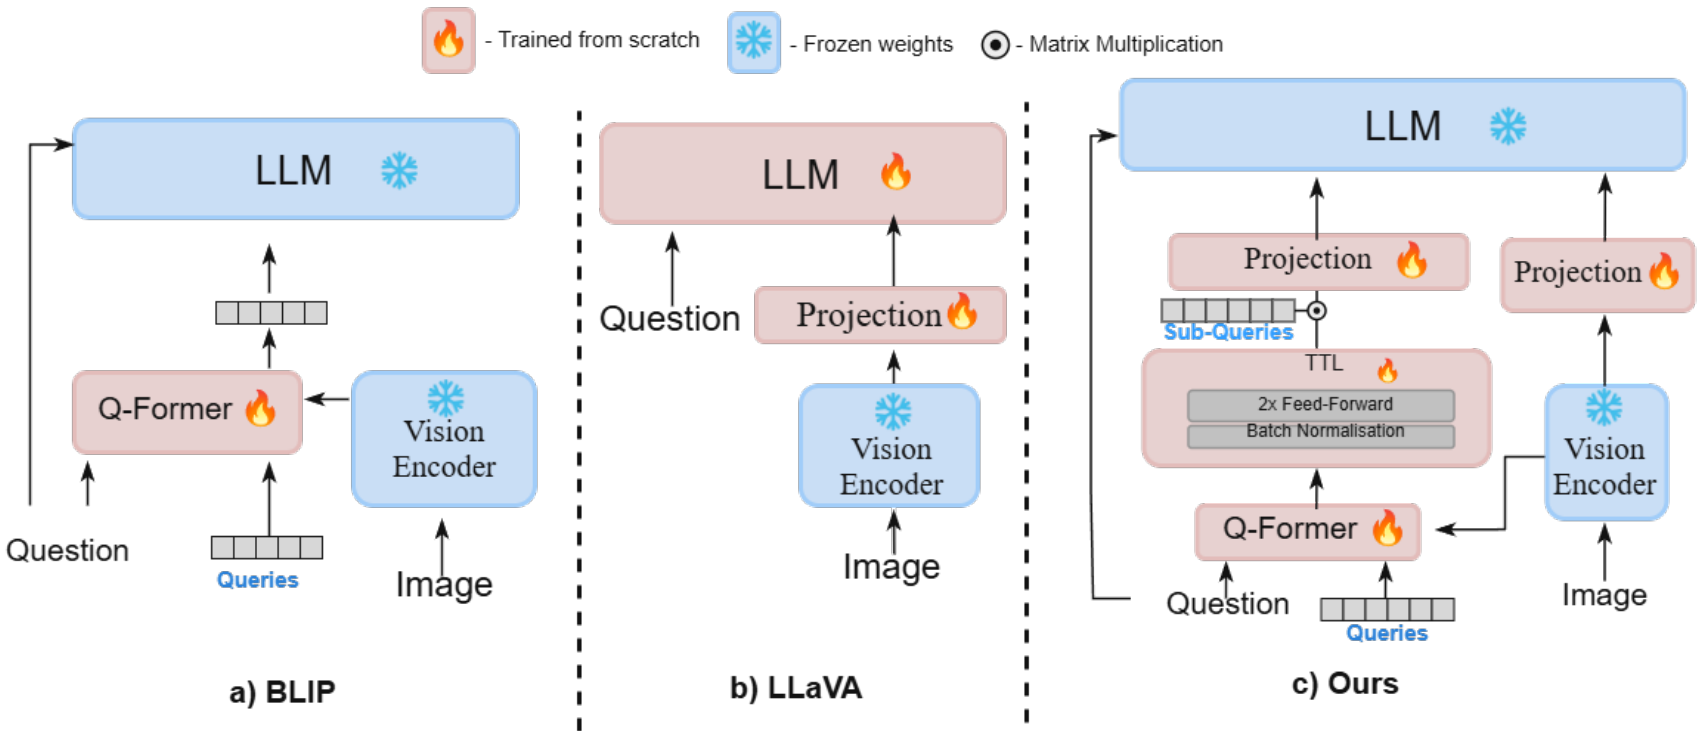 - Trained from scratch
- Frozen weights
- Matrix Multiplication
LLM
Q-Former
Vision
Encoder
Question
Queries
Image
a) BLIP
LLM
Question
Projection
Vision
Encoder
Image
b) LLaVA
LLM
Projection
Projection
Sub-Queries
TTL
2x Feed-Forward
Batch Normalisation
Vision
Encoder
Q-Former
Question
Queries
Image
c) Ours